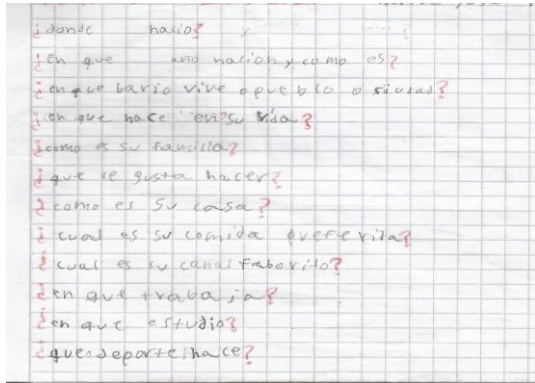 ¿donde nacio? y
¿en que año nacion y como es?
¿en que bario vive o pueblo o siudad?
¿en que hace en su vida?
¿como es su familla?
¿que le gusta hacer?
¿como es su casa?
¿cual es su comida preferida?
¿cual es su canal faborito?
¿en que trabaja?
¿en que estudio?
¿que deporte hace?